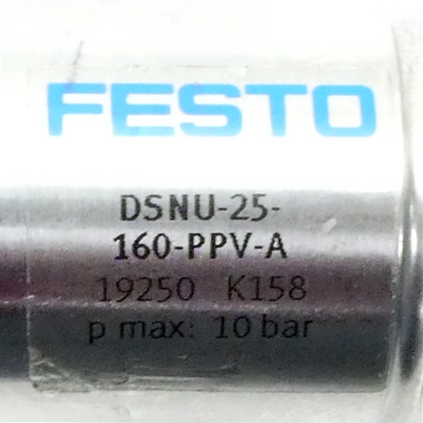 FESTO
DSNU-25-
160-PPV-A
19250 K158
p max: 10 bar